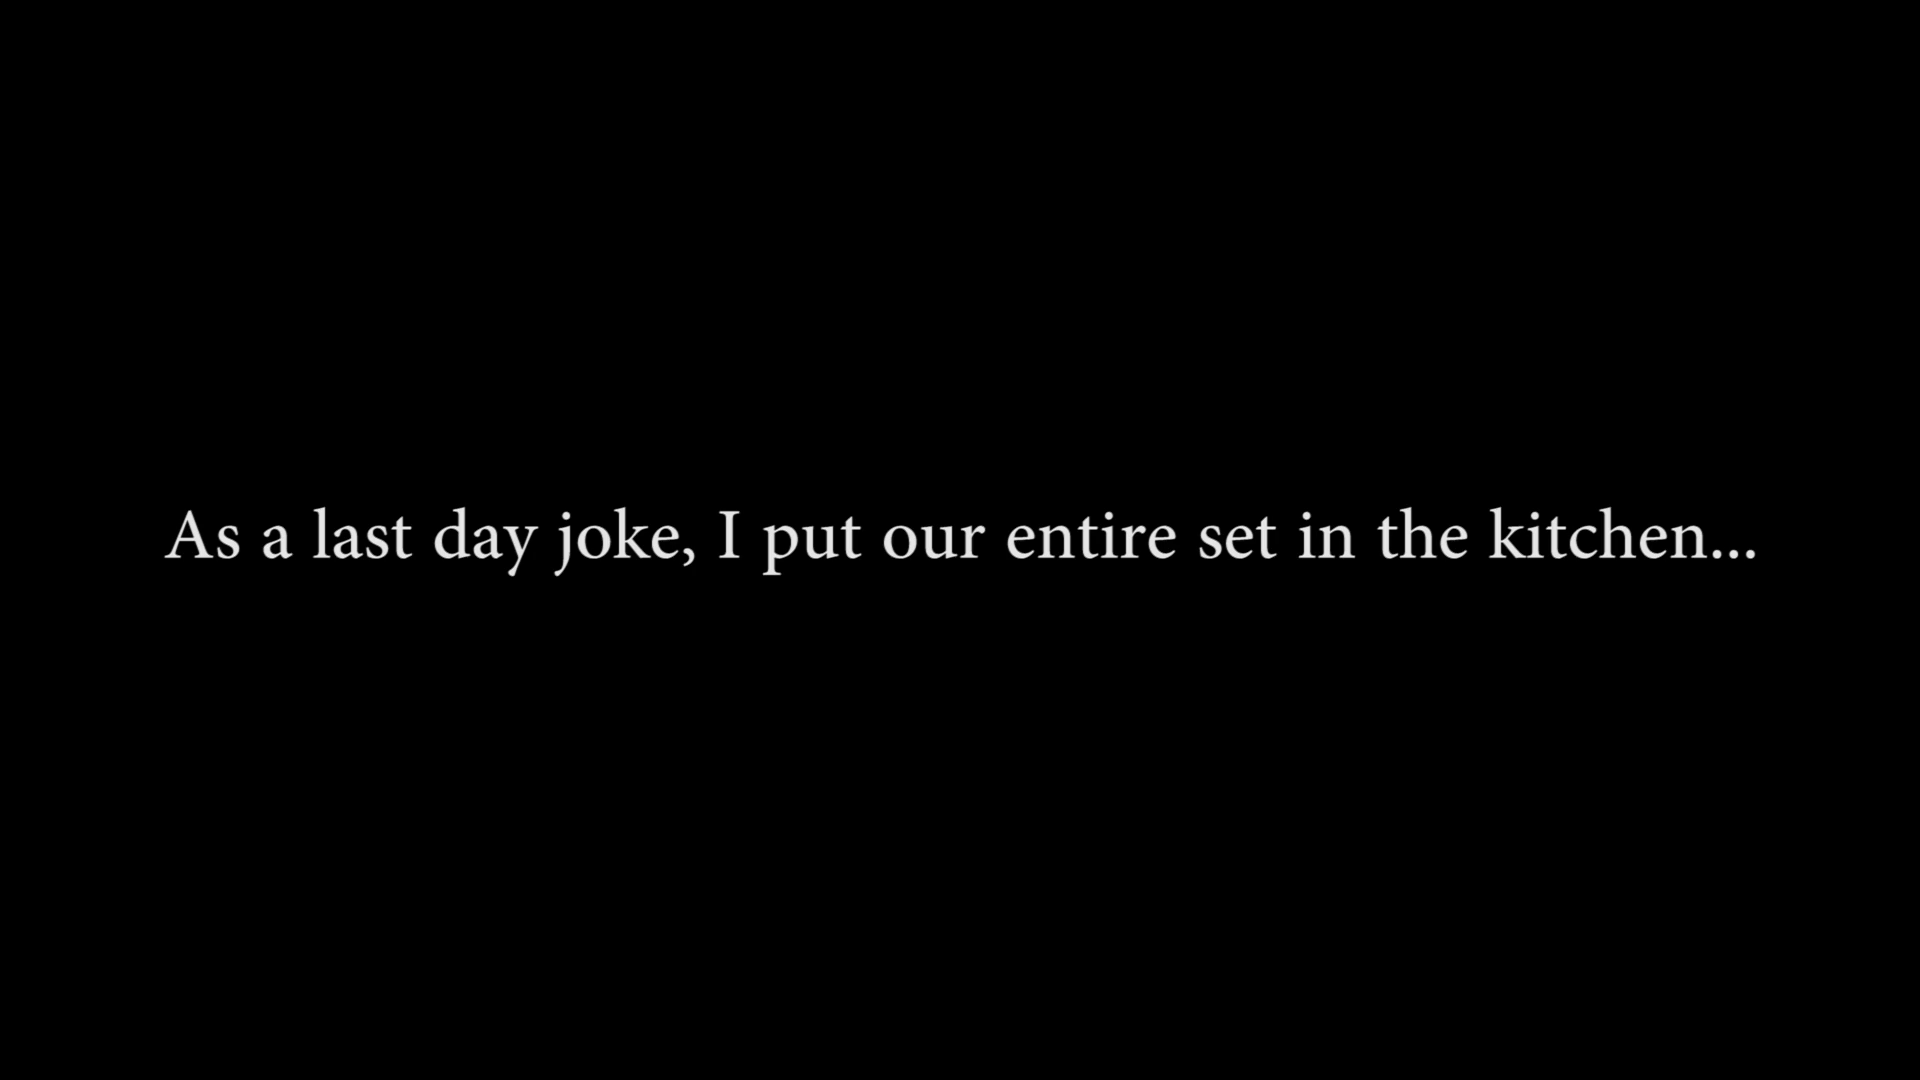 As a last day joke, I put our entire set in the kitchen...